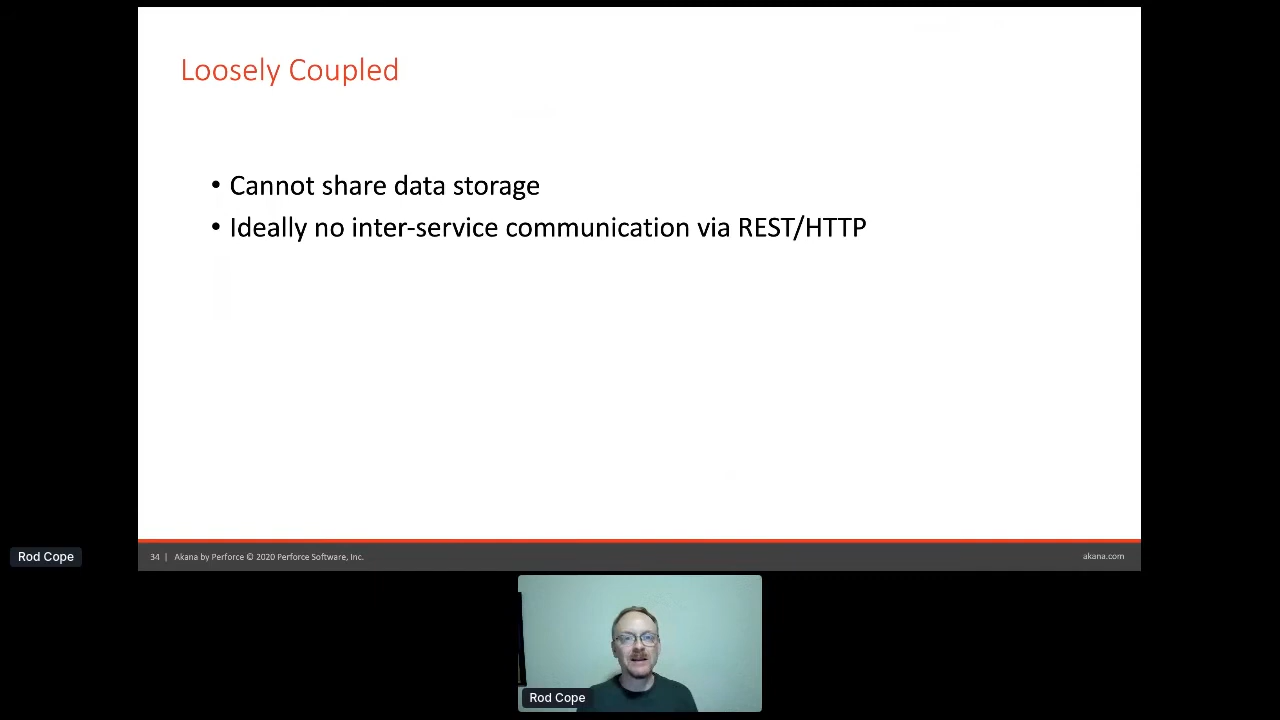 Loosely Coupled
• Cannot share data storage
• Ideally no inter-service communication via REST/HTTP
Rod Cope
34 | Akana by Perforce © 2020 Perforce Software, Inc.
akana.com
Rod Cope